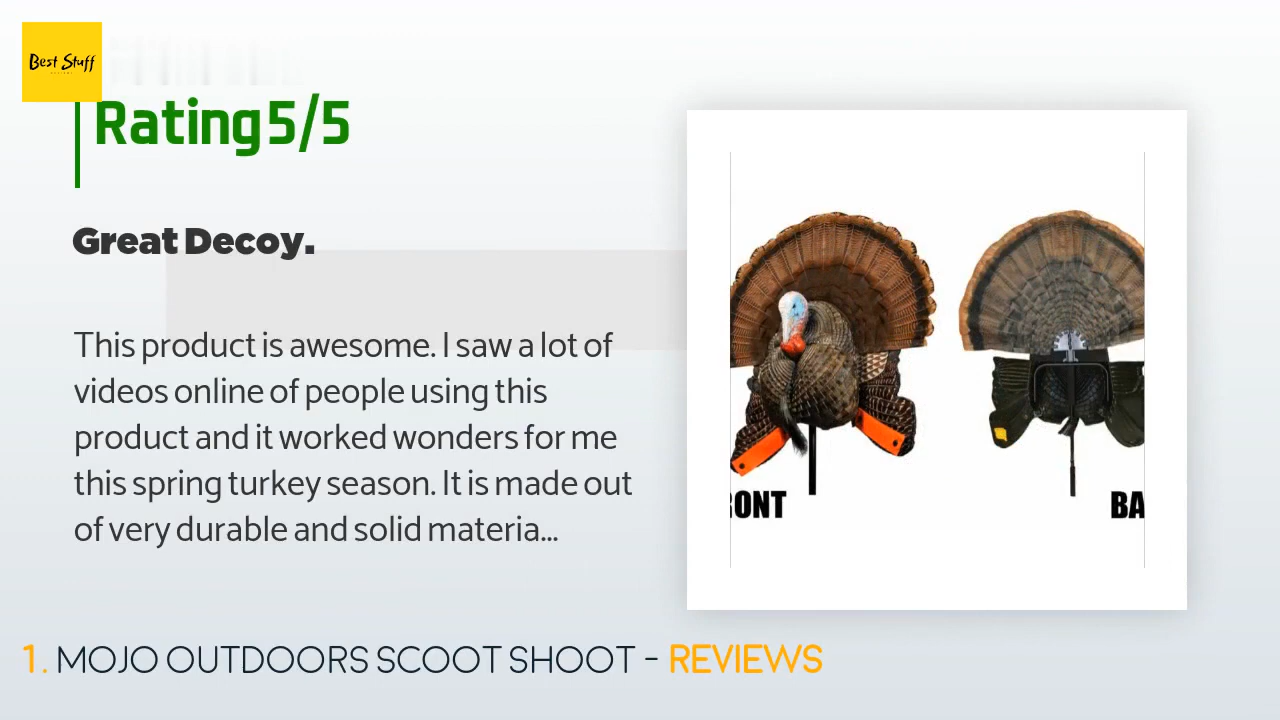 Best Stuff
Rating 5/5
Great Decoy.
This product is awesome. I saw a lot of
videos online of people using this
product and it worked wonders for me
this spring turkey season. It is made out
of very durable and solid materia...
RONT
BA
1. MOJO OUTDOORS SCOOT SHOOT - REVIEWS